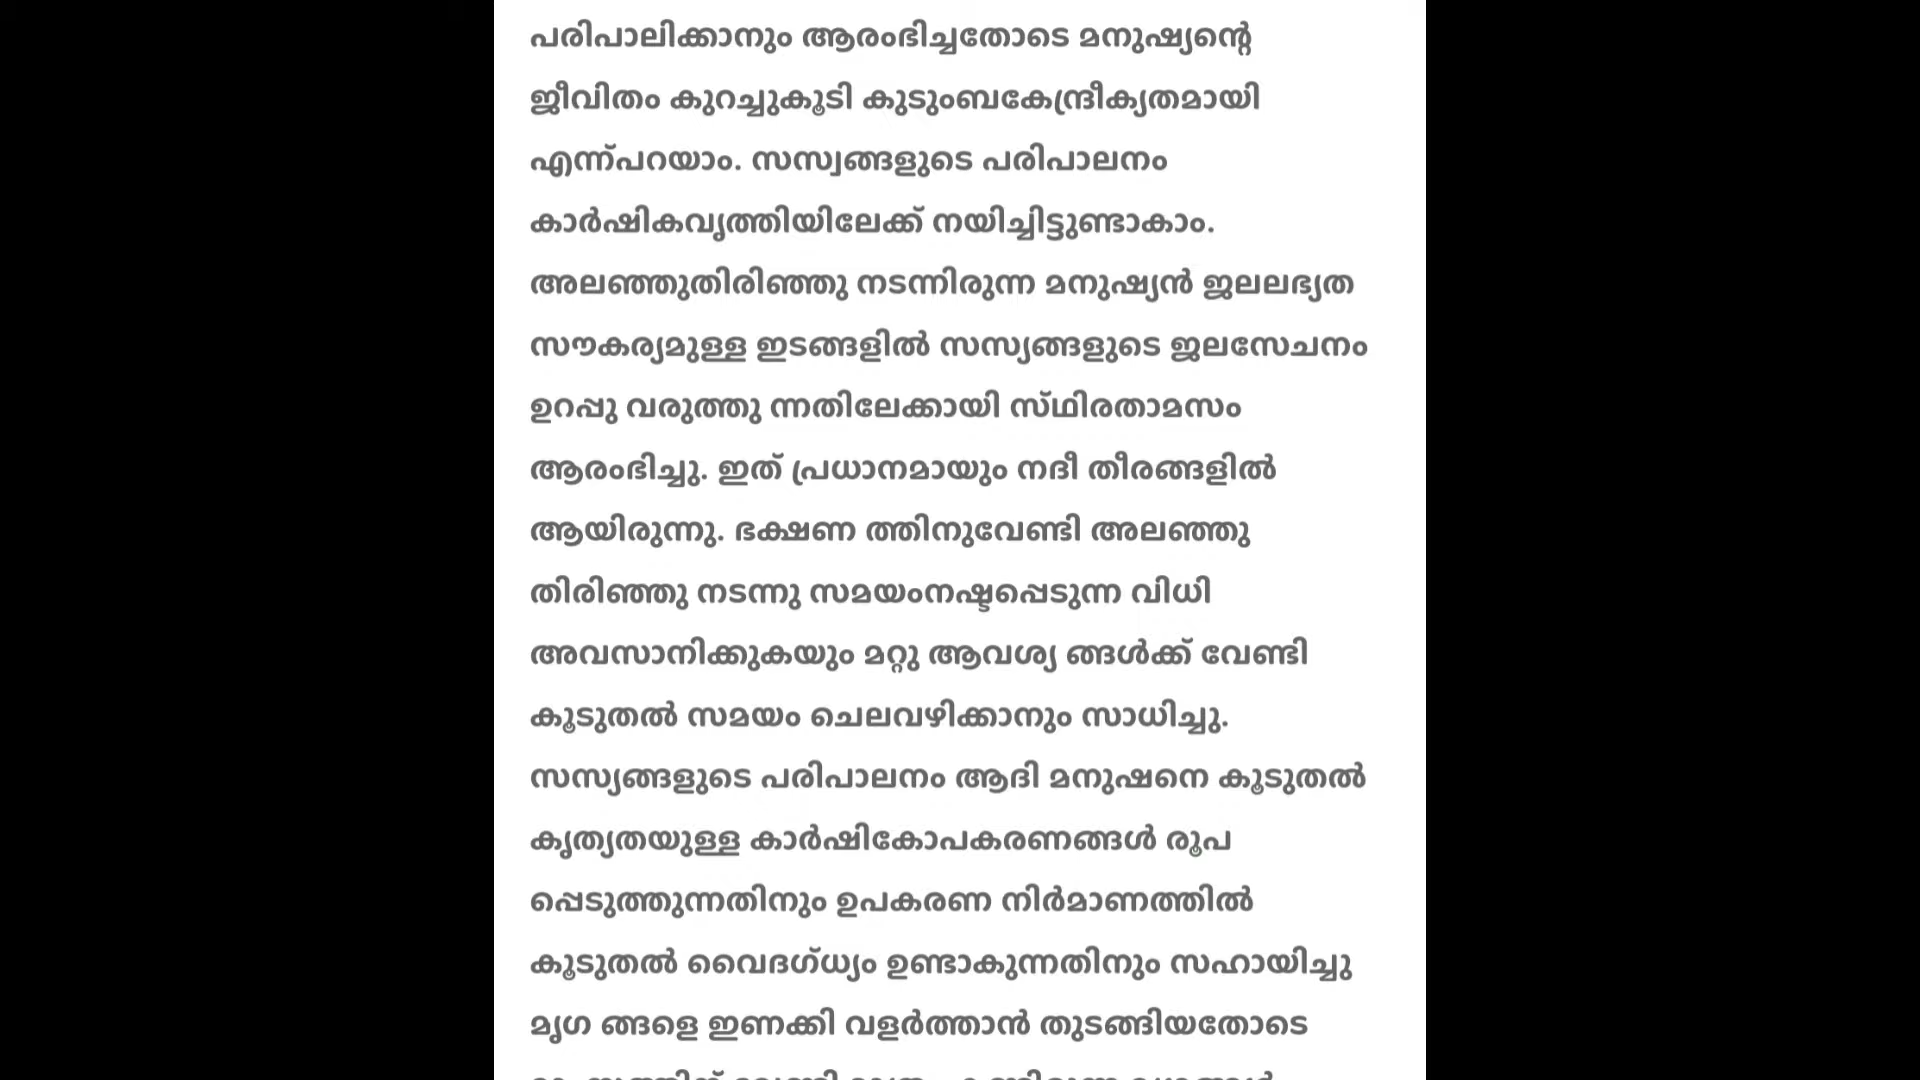 പരിപാലിക്കാനും ആരംഭിച്ചതോടെ മനുഷ്യന്റെ
ജീവിതം കുറച്ചുകൂടി കുടുംബകേന്ദ്രീക്യതമായി
എന്ന്പറയാം. സസ്വങ്ങളുടെ പരിപാലനം
കാർഷികവൃത്തിയിലേക്ക് നയിച്ചിട്ടുണ്ടാകാം.
അലഞ്ഞുതിരിഞ്ഞു നടന്നിരുന്ന മനുഷ്യൻ ജലലഭ്യത
സൗകര്യമുള്ള ഇടങ്ങളിൽ സസ്യങ്ങളുടെ ജലസേചനം
ഉറപ്പു വരുത്തു ന്നതിലേക്കായി സ്ഥിരതാമസം
ആരംഭിച്ചു. ഇത് പ്രധാനമായും നദീ തീരങ്ങളിൽ
ആയിരുന്നു. ഭക്ഷണ ത്തിനുവേണ്ടി അലഞ്ഞു
തിരിഞ്ഞു നടന്നു സമയംനഷ്ടപ്പെടുന്ന വിധി
അവസാനിക്കുകയും മറ്റു ആവശ്യ ങ്ങൾക്ക് വേണ്ടി
കൂടുതൽ സമയം ചെലവഴിക്കാനും സാധിച്ചു.
സസ്യങ്ങളുടെ പരിപാലനം ആദി മനുഷനെ കൂടുതൽ
കൃത്യതയുള്ള കാർഷികോപകരണങ്ങൾ രൂപ
പ്പെടുത്തുന്നതിനും ഉപകരണ നിർമാണത്തിൽ
കൂടുതൽ വൈദഗ്ധ്യം ഉണ്ടാകുന്നതിനും സഹായിച്ചു
മൃഗ ങ്ങളെ ഇണക്കി വളർത്താൻ തുടങ്ങിയതോടെ